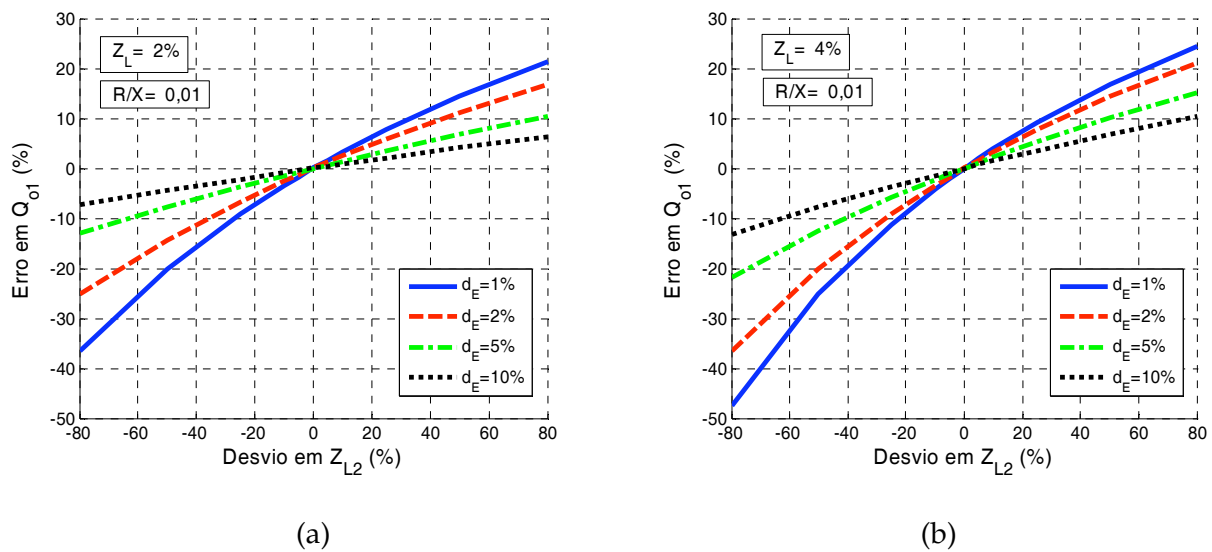 Z_L= 2%
R/X= 0,01
Erro em Q_o1 (%)
30
20
10
0
-10
-20
-30
-40
-50
d_E=1%
d_E=2%
d_E=5%
d_E=10%
-80 -60 -40 -20 0 20 40 60 80
Desvio em Z_L2 (%)
(a)
Z_L= 4%
R/X= 0,01
Erro em Q_o1 (%)
30
20
10
0
-10
-20
-30
-40
-50
d_E=1%
d_E=2%
d_E=5%
d_E=10%
-80 -60 -40 -20 0 20 40 60 80
Desvio em Z_L2 (%)
(b)